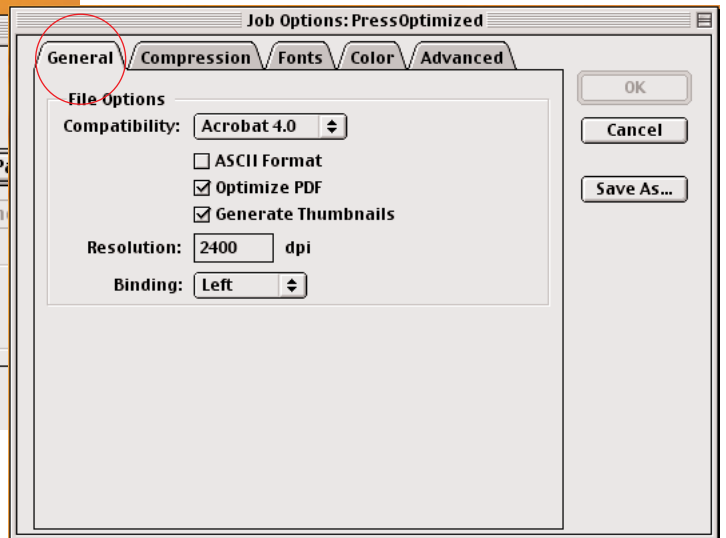 Job Options: PressOptimized
General Compression Fonts Color Advanced
File Options
Compatibility: Acrobat 4.0
ASCII Format
Optimize PDF
Generate Thumbnails
Resolution: 2400 dpi
Binding: Left
OK
Cancel
Save As...